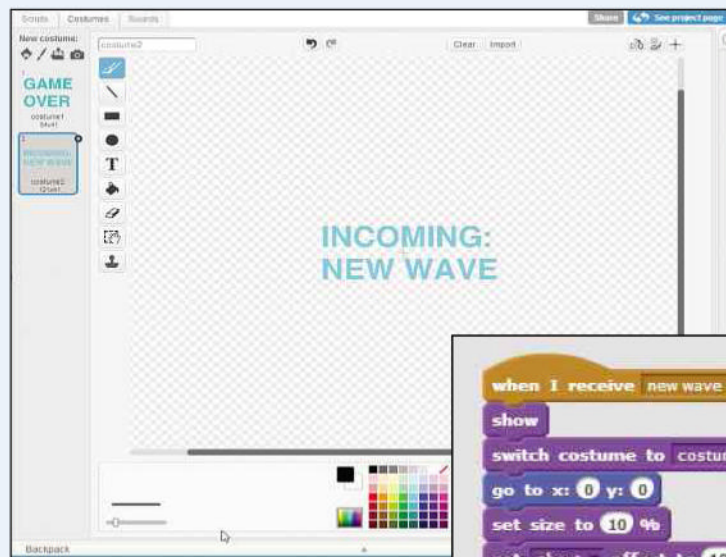 Scripts Costumes Sounds
Share See project page
New costume:
costume2
Clear Import
1
GAME
OVER
costume1
INCOMING:
NEW WAVE
costume2
T
INCOMING:
NEW WAVE
when I receive new wave
show
switch costume to
go to x: 0 y: 0
set size to 10 %
Backpack